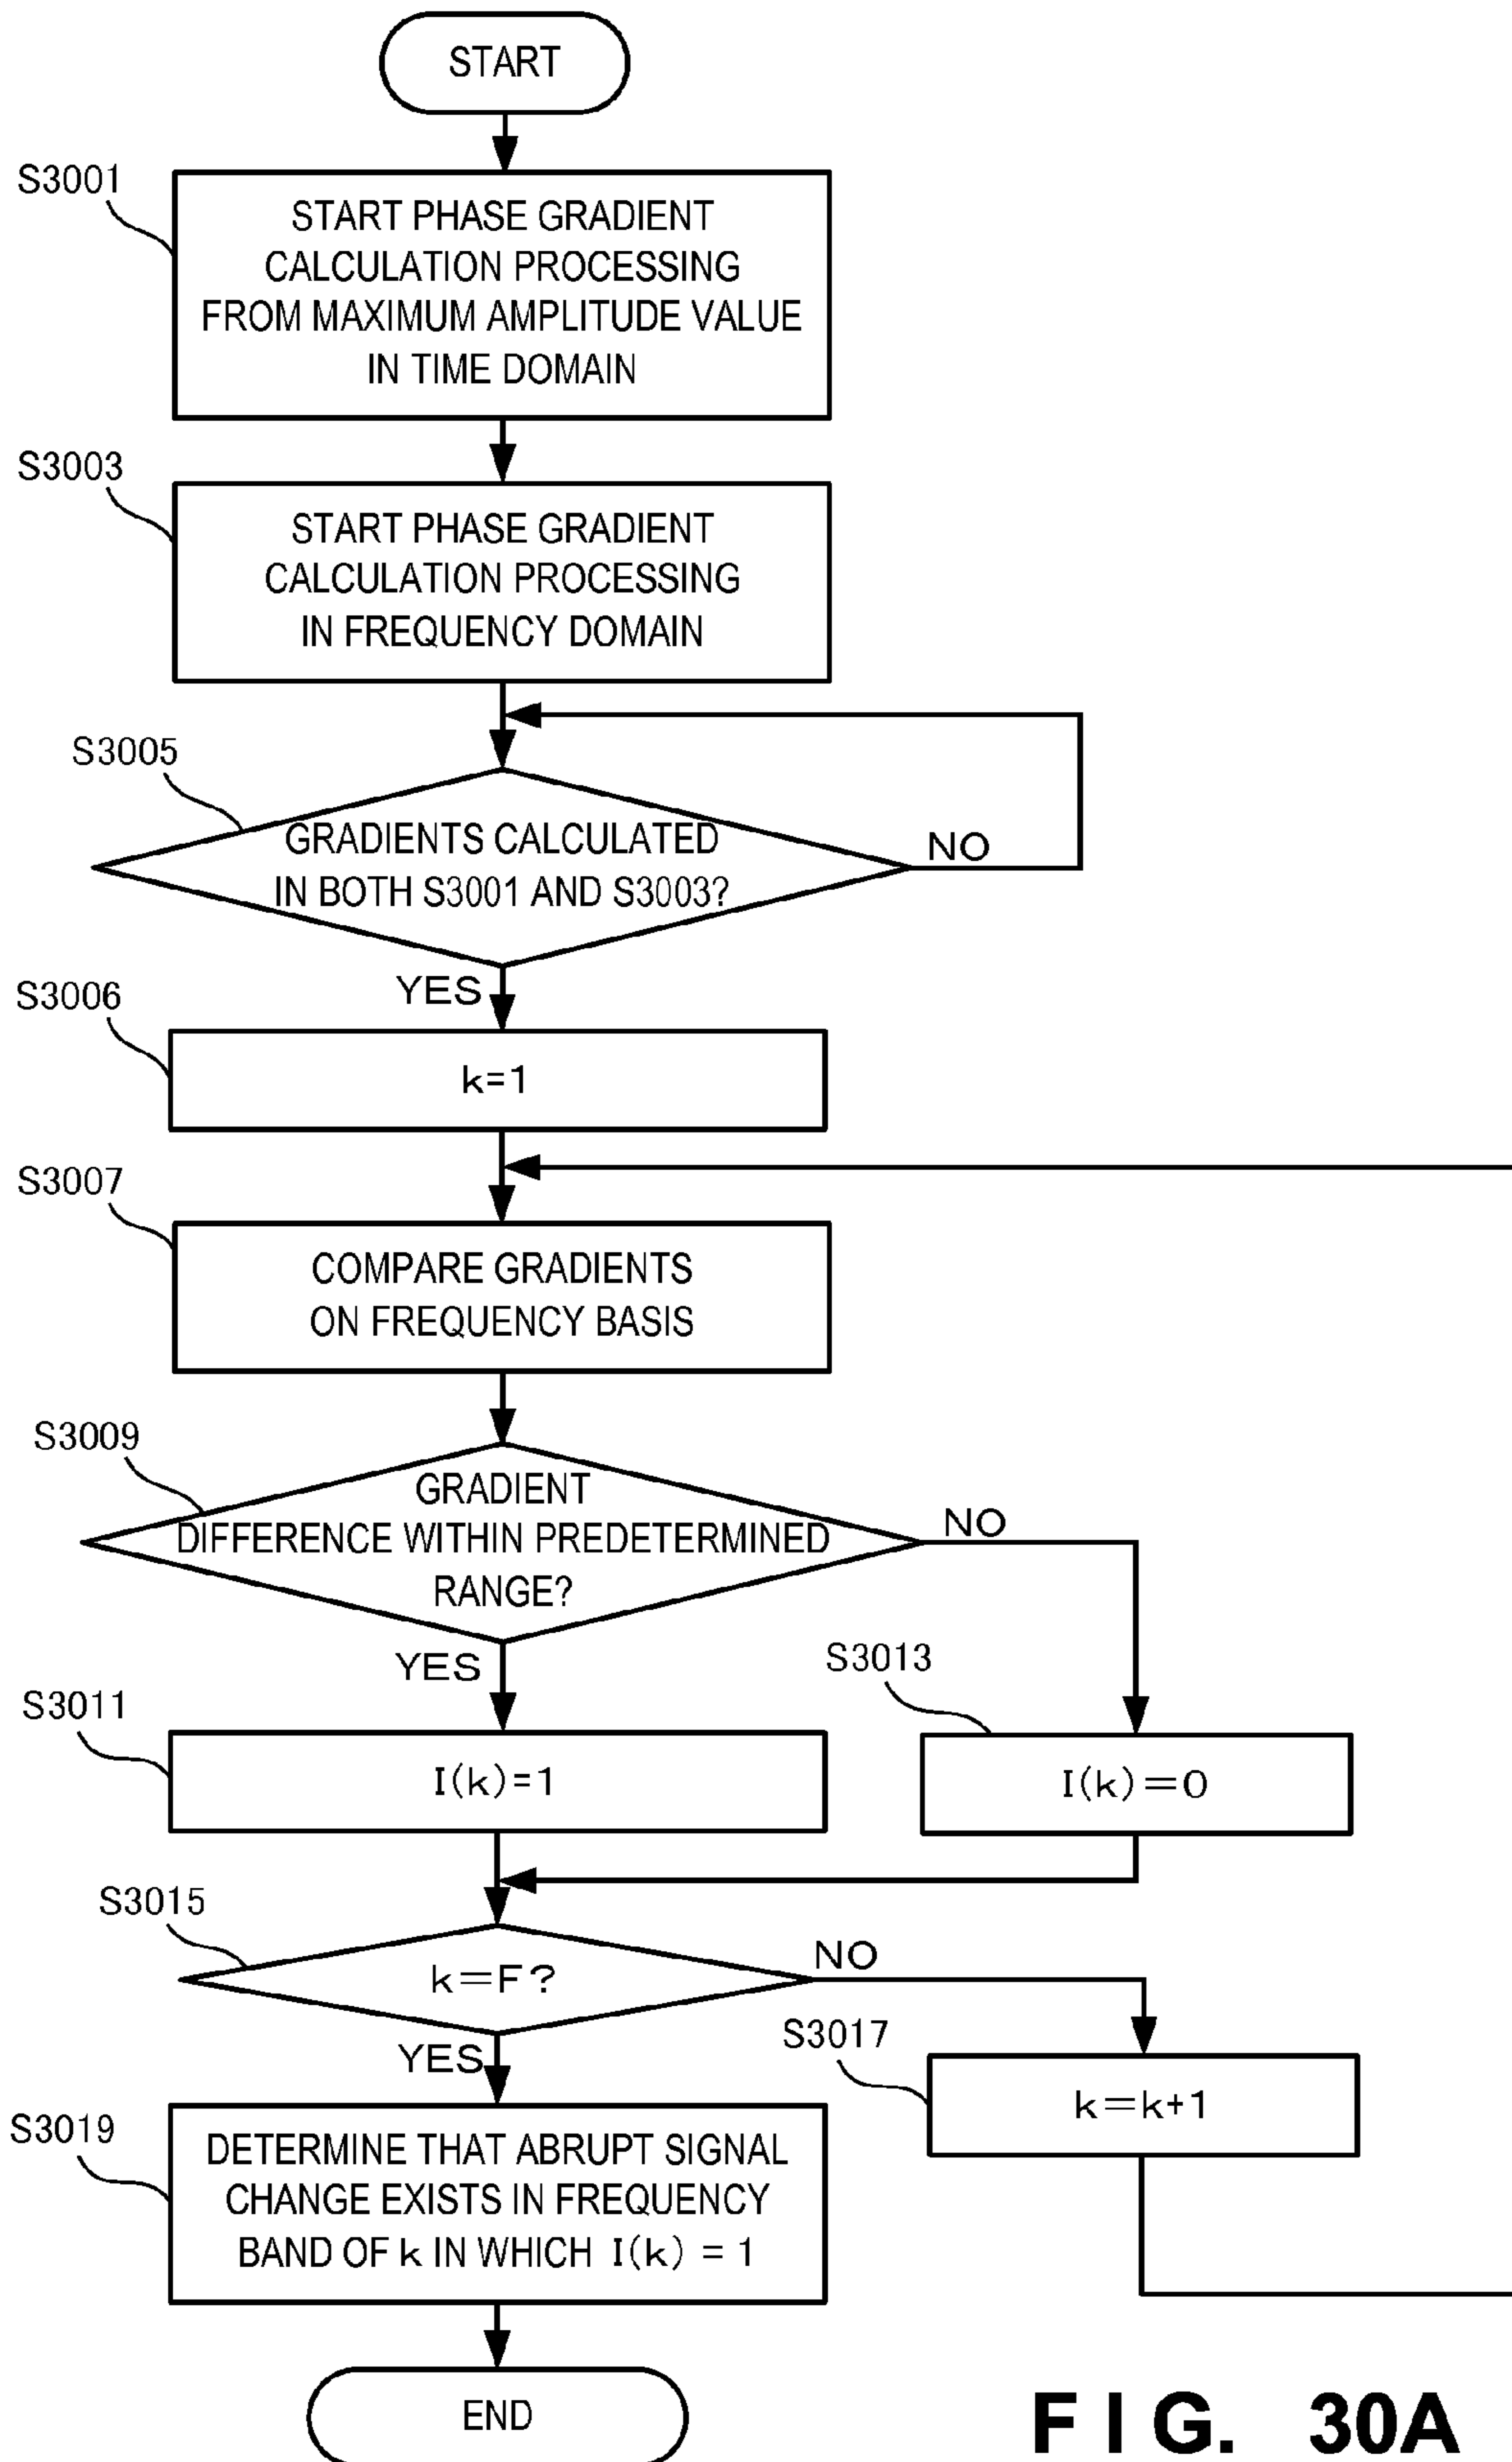 START
S3001
START PHASE GRADIENT
CALCULATION PROCESSING
FROM MAXIMUM AMPLITUDE VALUE
IN TIME DOMAIN
S3003
START PHASE GRADIENT
CALCULATION PROCESSING
IN FREQUENCY DOMAIN
S3005
GRADIENTS CALCULATED
IN BOTH S3001 AND S3003?
NO
YES
S3006
k=1
S3007
COMPARE GRADIENTS
ON FREQUENCY BASIS
S3009
GRADIENT
DIFFERENCE WITHIN PREDETERMINED
RANGE?
NO
YES
S3011
I(k)=1
S3013
I(k)=0
S3015
k=F?
NO
YES
S3017
k=k+1
S3019
DETERMINE THAT ABRUPT SIGNAL
CHANGE EXISTS IN FREQUENCY
BAND OF k IN WHICH I(k) = 1
END
FIG. 30A